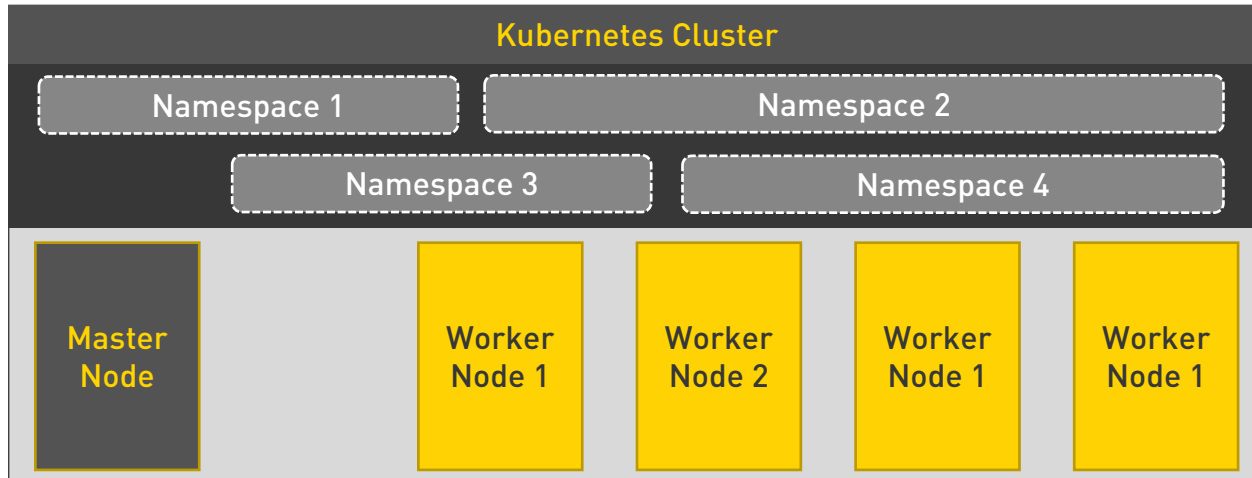 Kubernetes Cluster
Namespace 1
Namespace 2
Namespace 3
Namespace 4
Master
Node
Worker
Node 1
Worker
Node 2
Worker
Node 1
Worker
Node 1